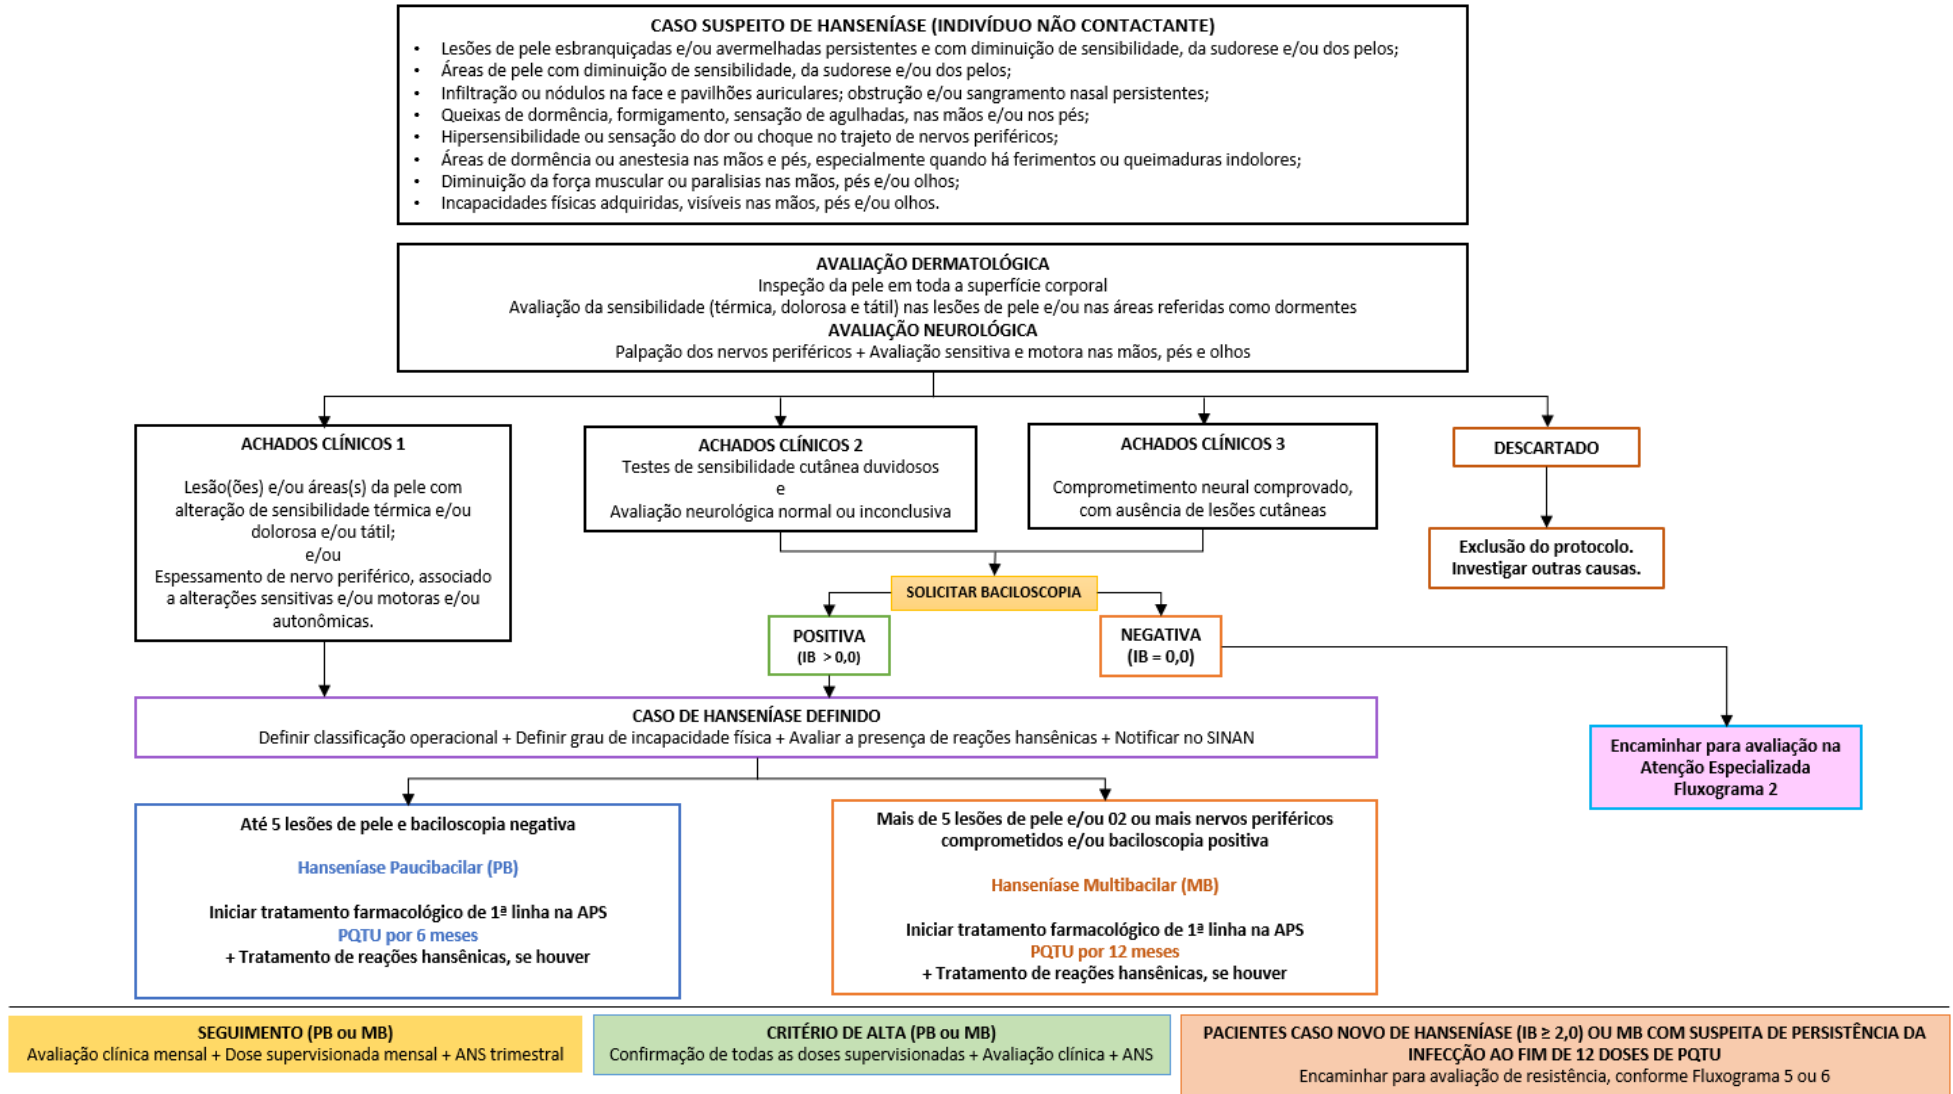 CASO SUSPEITO DE HANSENÍASE (INDIVÍDUO NÃO CONTACTANTE)
• Lesões de pele esbranquiçadas e/ou avermelhadas persistentes e com diminuição de sensibilidade, da sudorese e/ou dos pelos;
• Áreas de pele com diminuição de sensibilidade, da sudorese e/ou dos pelos;
• Infiltração ou nódulos na face e pavilhões auriculares; obstrução e/ou sangramento nasal persistentes;
• Queixas de dormência, formigamento, sensação de agulhadas, nas mãos e/ou nos pés;
• Hipersensibilidade ou sensação do dor ou choque no trajeto de nervos periféricos;
• Áreas de dormência ou anestesia nas mãos e pés, especialmente quando há ferimentos ou queimaduras indolores;
• Diminuição da força muscular ou paralisias nas mãos, pés e/ou olhos;
• Incapacidades físicas adquiridas, visíveis nas mãos, pés e/ou olhos.
AVALIAÇÃO DERMATOLÓGICA
Inspeção da pele em toda a superfície corporal
Avaliação da sensibilidade (térmica, dolorosa e tátil) nas lesões de pele e/ou nas áreas referidas como dormentes
AVALIAÇÃO NEUROLÓGICA
Palpação dos nervos periféricos + Avaliação sensitiva e motora nas mãos, pés e olhos
ACHADOS CLÍNICOS 1
Lesão(ões) e/ou áreas(s) da pele com
alteração de sensibilidade térmica e/ou
dolorosa e/ou tátil;
e/ou
Espessamento de nervo periférico, associado
a alterações sensitivas e/ou motoras e/ou
autonômicas.
ACHADOS CLÍNICOS 2
Testes de sensibilidade cutânea duvidosos
e
Avaliação neurológica normal ou inconclusiva
ACHADOS CLÍNICOS 3
Comprometimento neural comprovado,
com ausência de lesões cutâneas
DESCARTADO
Exclusão do protocolo.
Investigar outras causas.
SOLICITAR BACILOSCOPIA
POSITIVA
(IB > 0,0)
NEGATIVA
(IB = 0,0)
CASO DE HANSENÍASE DEFINIDO
Definir classificação operacional + Definir grau de incapacidade física + Avaliar a presença de reações hansênicas + Notificar no SINAN
Encaminhar para avaliação na
Atenção Especializada
Fluxograma 2
Até 5 lesões de pele e baciloscopia negativa
Hanseníase Paucibacilar (PB)
Iniciar tratamento farmacológico de 1ª linha na APS
PQTU por 6 meses
+ Tratamento de reações hansênicas, se houver
Mais de 5 lesões de pele e/ou 02 ou mais nervos periféricos
comprometidos e/ou baciloscopia positiva
Hanseníase Multibacilar (MB)
Iniciar tratamento farmacológico de 1ª linha na APS
PQTU por 12 meses
+ Tratamento de reações hansênicas, se houver
SEGUIMENTO (PB ou MB)
Avaliação clínica mensal + Dose supervisionada mensal + ANS trimestral
CRITÉRIO DE ALTA (PB ou MB)
Confirmação de todas as doses supervisionadas + Avaliação clínica + ANS
PACIENTES CASO NOVO DE HANSENÍASE (IB ≥ 2,0) OU MB COM SUSPEITA DE PERSISTÊNCIA DA
INFECÇÃO AO FIM DE 12 DOSES DE PQTU
Encaminhar para avaliação de resistência, conforme Fluxograma 5 ou 6